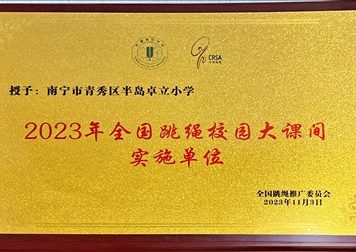 CRSA
授予：南宁市青秀区半岛卓立小学
2023年全国跳绳校园大课间
实施单位
全国跳绳推广委员会
2023年11月3日